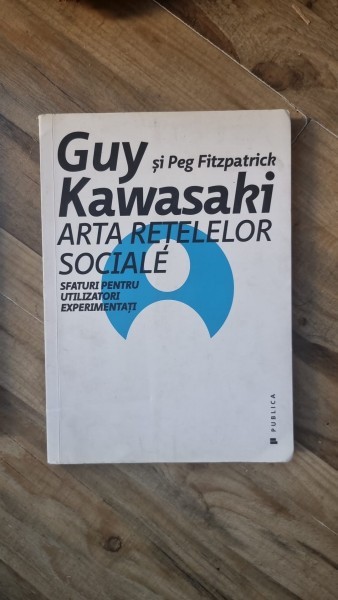 Guy
și Peg Fitzpatrick
Kawasaki
ARTA REȚELELOR
SOCIALE
SFATURI PENTRU
UTILIZATORI
EXPERIMENTAȚI
PUBLICA